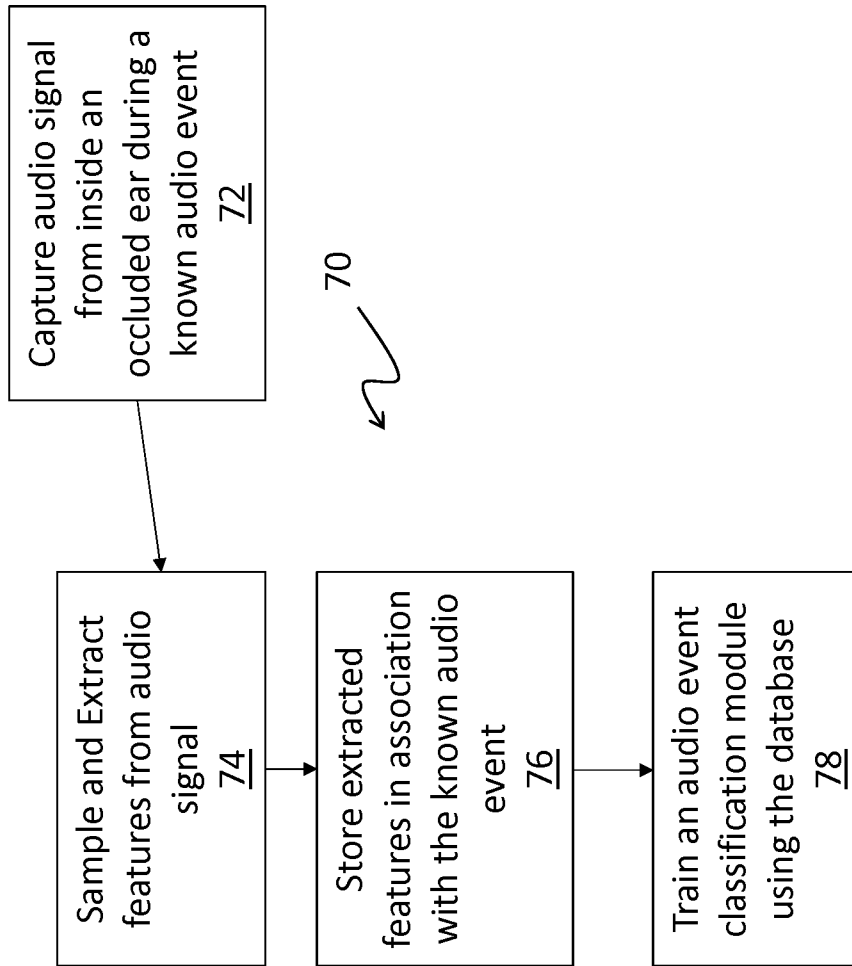 Capture audio signal
from inside an
occluded ear during a
known audio event
72
70
Sample and Extract
features from audio
signal
74
Store extracted
features in association
with the known audio
event
76
Train an audio event
classification module
using the database
78